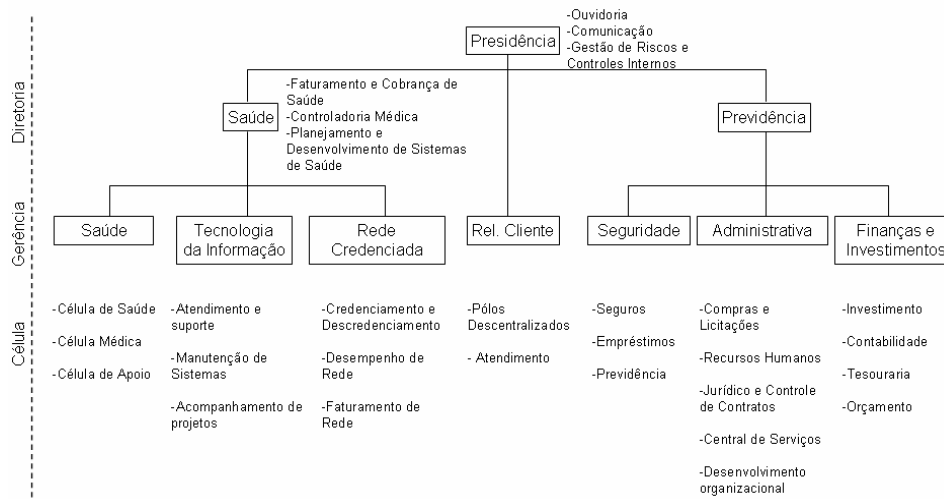 -Ouvidoria
-Comunicação
-Gestão de Riscos e
Controles Internos
Presidência
Diretoria
Saúde
-Faturamento e Cobrança de
Saúde
-Controladoria Médica
-Planejamento e
Desenvolvimento de Sistemas
de Saúde
Previdência
Gerência
Saúde
Tecnologia
da Informação
Rede
Credenciada
Rel. Cliente
Seguridade
Administrativa
Finanças e
Investimentos
Célula
-Célula de Saúde
-Célula Médica
-Célula de Apoio
-Atendimento e
suporte
-Manutenção de
Sistemas
-Acompanhamento de
projetos
-Credenciamento e
Descredenciamento
-Desempenho de
Rede
-Faturamento de
Rede
-Pólos
Descentralizados
- Atendimento
-Seguros
-Empréstimos
-Previdência
-Compras e
Licitações
-Recursos Humanos
-Jurídico e Controle
de Contratos
-Central de Serviços
-Desenvolvimento
organizacional
-Investimento
-Contabilidade
-Tesouraria
-Orçamento